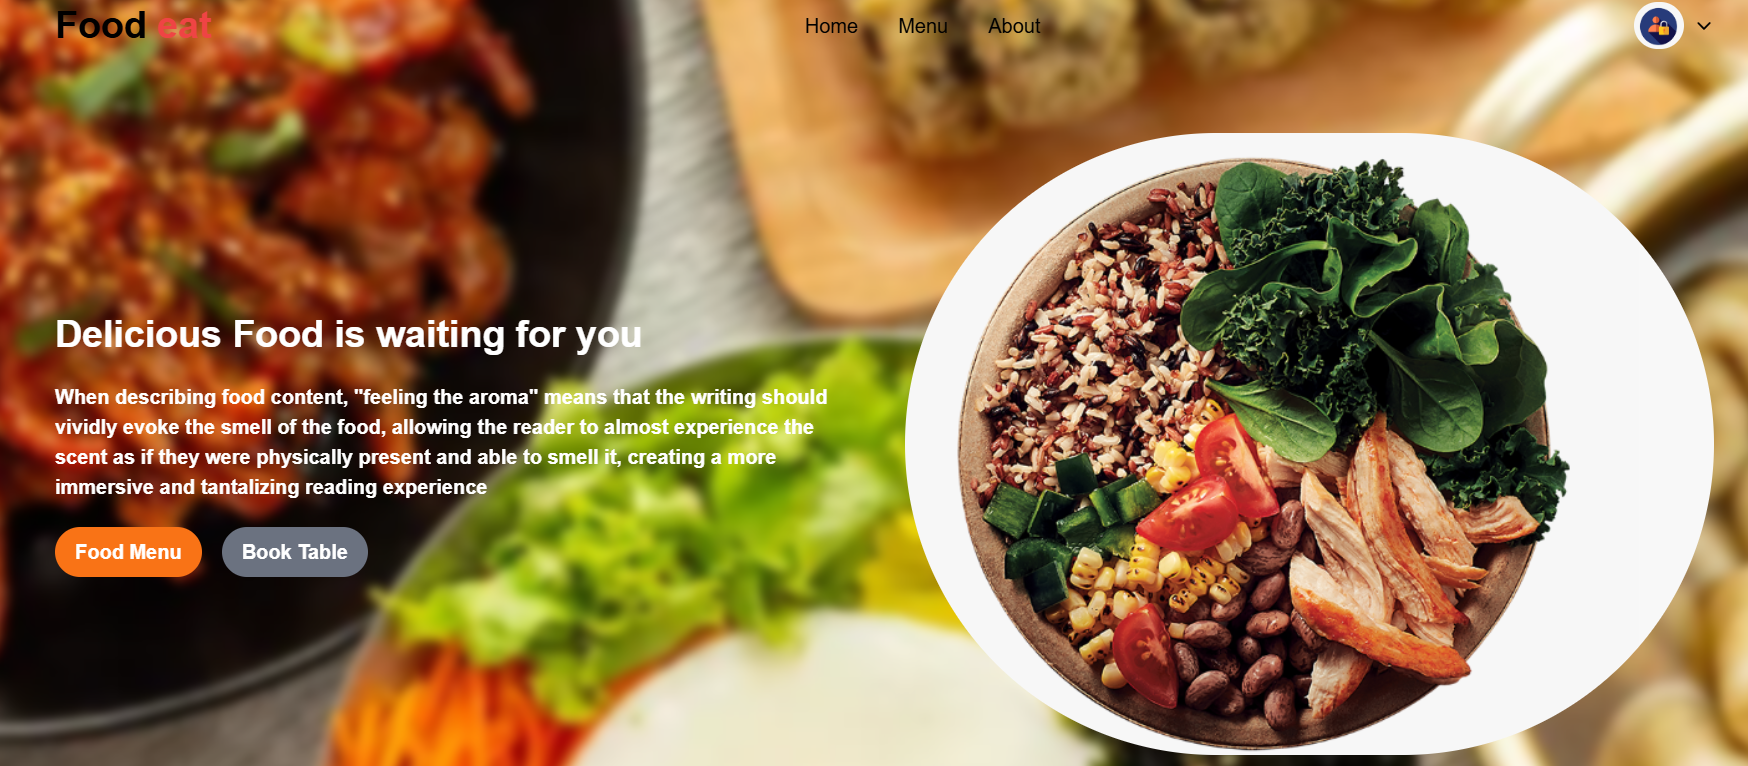 Food eat
Home Menu About
Delicious Food is waiting for you
When describing food content, "feeling the aroma" means that the writing should
vividly evoke the smell of the food, allowing the reader to almost experience the
scent as if they were physically present and able to smell it, creating a more
immersive and tantalizing reading experience
Food Menu Book Table